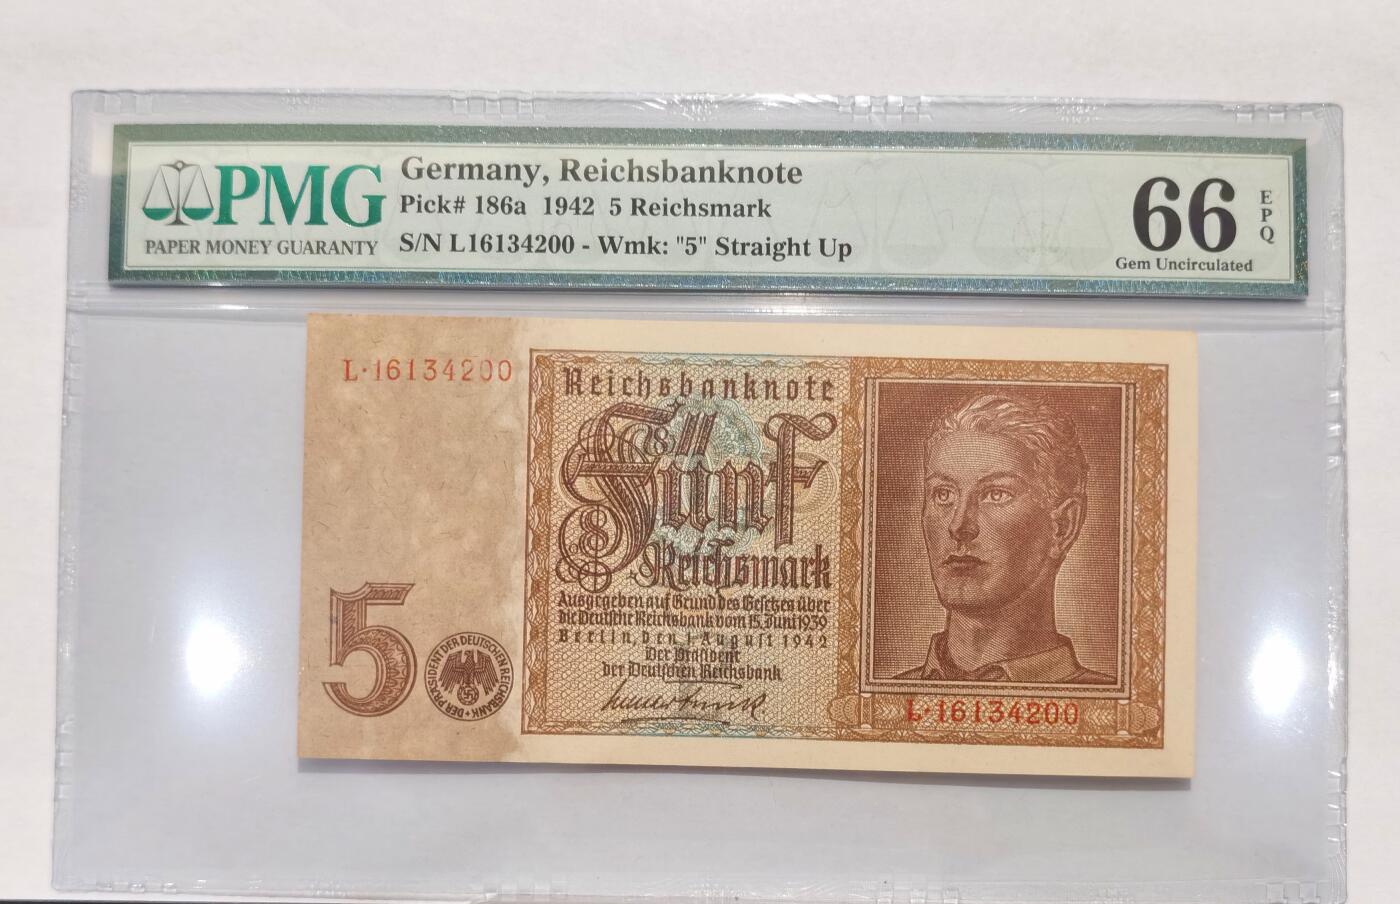 PMG
PAPER MONEY GUARANTY
Germany, Reichsbanknote
Pick# 186a 1942 5 Reichsmark
S/N L16134200 - Wmk: "5" Straight Up
66
EPQ
Gem Uncirculated
L·16134200
Reichsbanknote
Fünf
Reichsmark
Ausgegeben auf Grund des Gesetzes über
die Deutsche Reichsbank vom 15. Juni 1939
Berlin, den 1. August 1942
Der Präsident
der Deutschen Reichsbank
5
DER PRÄSIDENT DER DEUTSCHEN REICHSBANK
L·16134200